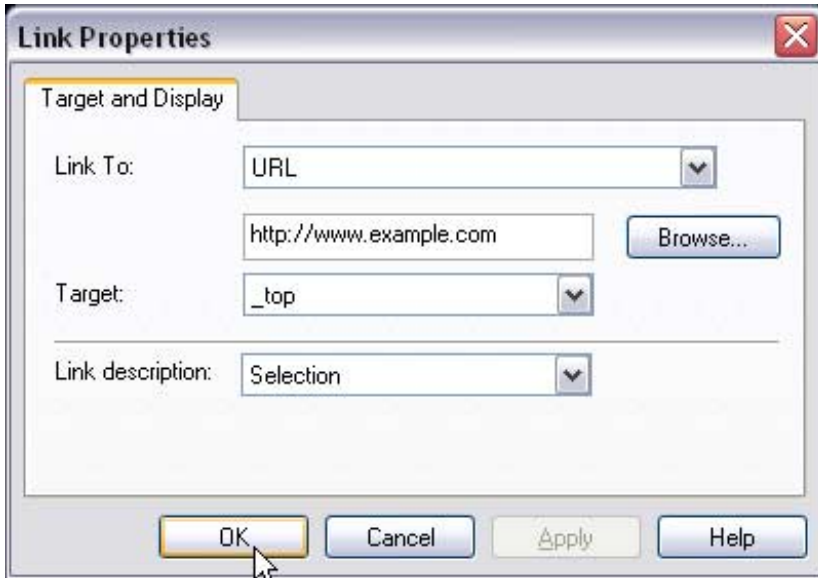 Link Properties
Target and Display
Link To: URL
http://www.example.com Browse...
Target: _top
Link description: Selection
OK Cancel Apply Help